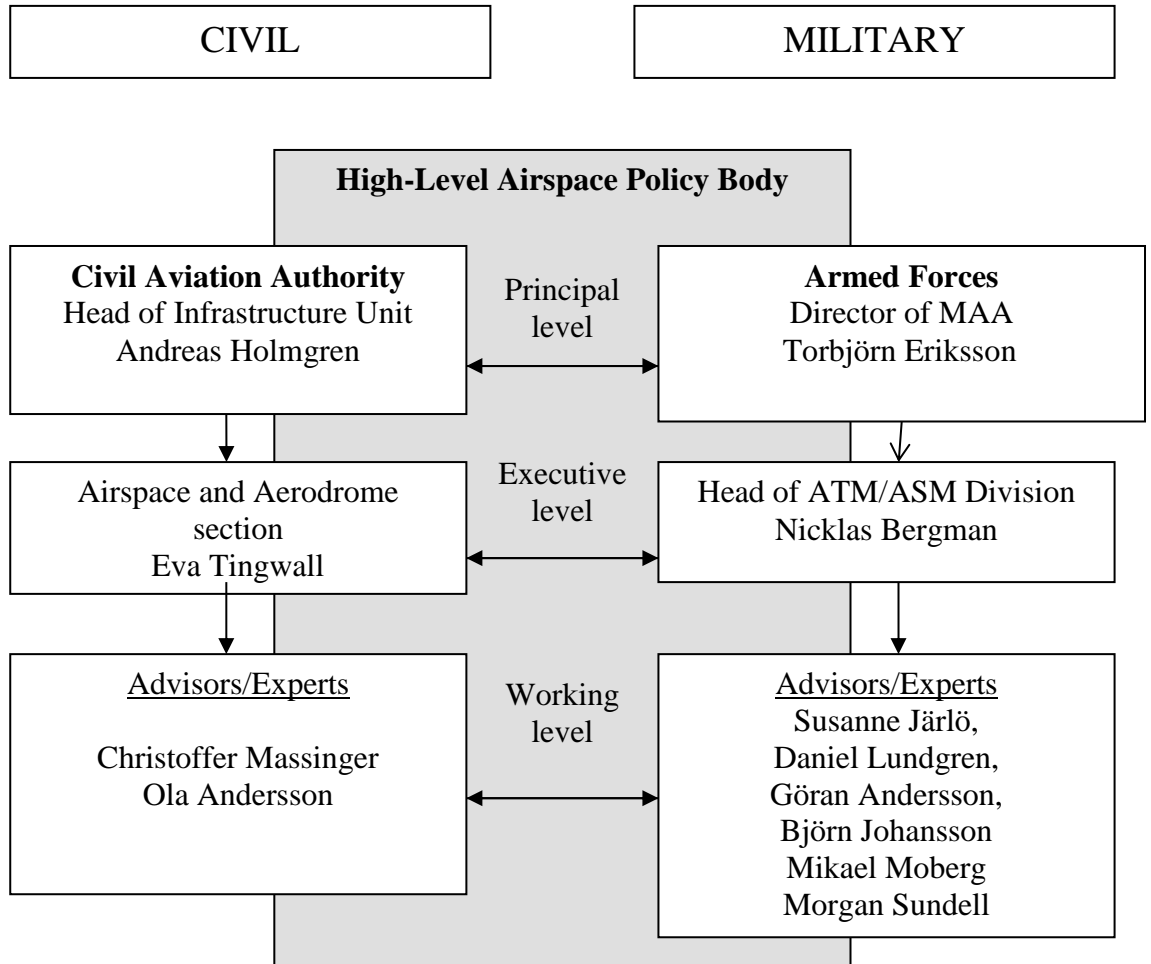 CIVIL
MILITARY
High-Level Airspace Policy Body
Civil Aviation Authority
Head of Infrastructure Unit
Andreas Holmgren
Principal
level
Armed Forces
Director of MAA
Torbjörn Eriksson
Airspace and Aerodrome
section
Eva Tingwall
Executive
level
Head of ATM/ASM Division
Nicklas Bergman
Advisors/Experts
Christoffer Massinger
Ola Andersson
Working
level
Advisors/Experts
Susanne Järlö,
Daniel Lundgren,
Göran Andersson,
Björn Johansson
Mikael Moberg
Morgan Sundell